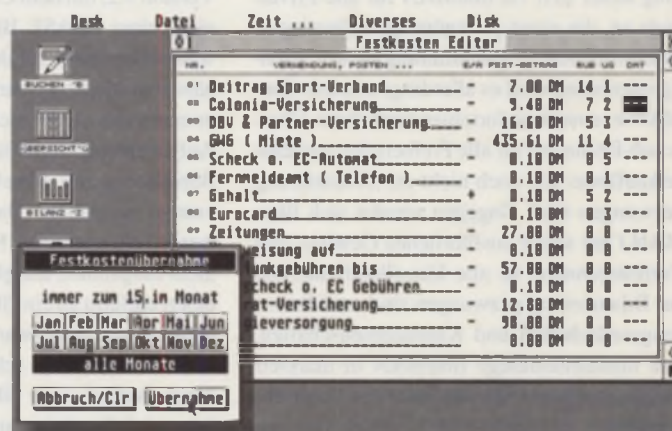 Desk Datei Zeit ... Diverses Disk
Festkosten Editor
NR. VERWENDUNG, POSTEN ... E/A FEST-BETRAG RUB UG DAT
01 Beitrag Sport-Verband - 7.00 DM 14 1 ---
02 Colonia-Versicherung - 9.40 DM 7 2
03 DBV & Partner-Versicherung - 16.60 DM 5 3 ---
04 GWG ( Miete ) - 435.61 DM 11 4 ---
05 Scheck o. EC-Automat - 0.10 DM 0 5 ---
06 Fernmeldeamt ( Telefon ) - 0.10 DM 0 1 ---
07 Gehalt + 0.10 DM 5 2 ---
08 Eurocard - 0.10 DM 0 3 ---
09 Zeitungen - 27.00 DM 0 0 ---
weisung auf - 0.10 DM 0 0 ---
unkgebühren bis - 57.00 DM 0 0 ---
scheck o. EC Gebühren - 0.10 DM 0 0 ---
rat-Versicherung - 12.00 DM 0 0 ---
ieversorgung - 98.00 DM 0 0 ---
0.00 DM 0 0 ---
BUCHEN ^B
ÜBERSICHT^U
BILANZ ^Z
Festkostenübernahme
immer zum 15.im Monat
Jan Feb Mar Apr Mai Jun
Jul Aug Sep Okt Nov Dez
alle Monate
Abbruch/Clr Übernahme